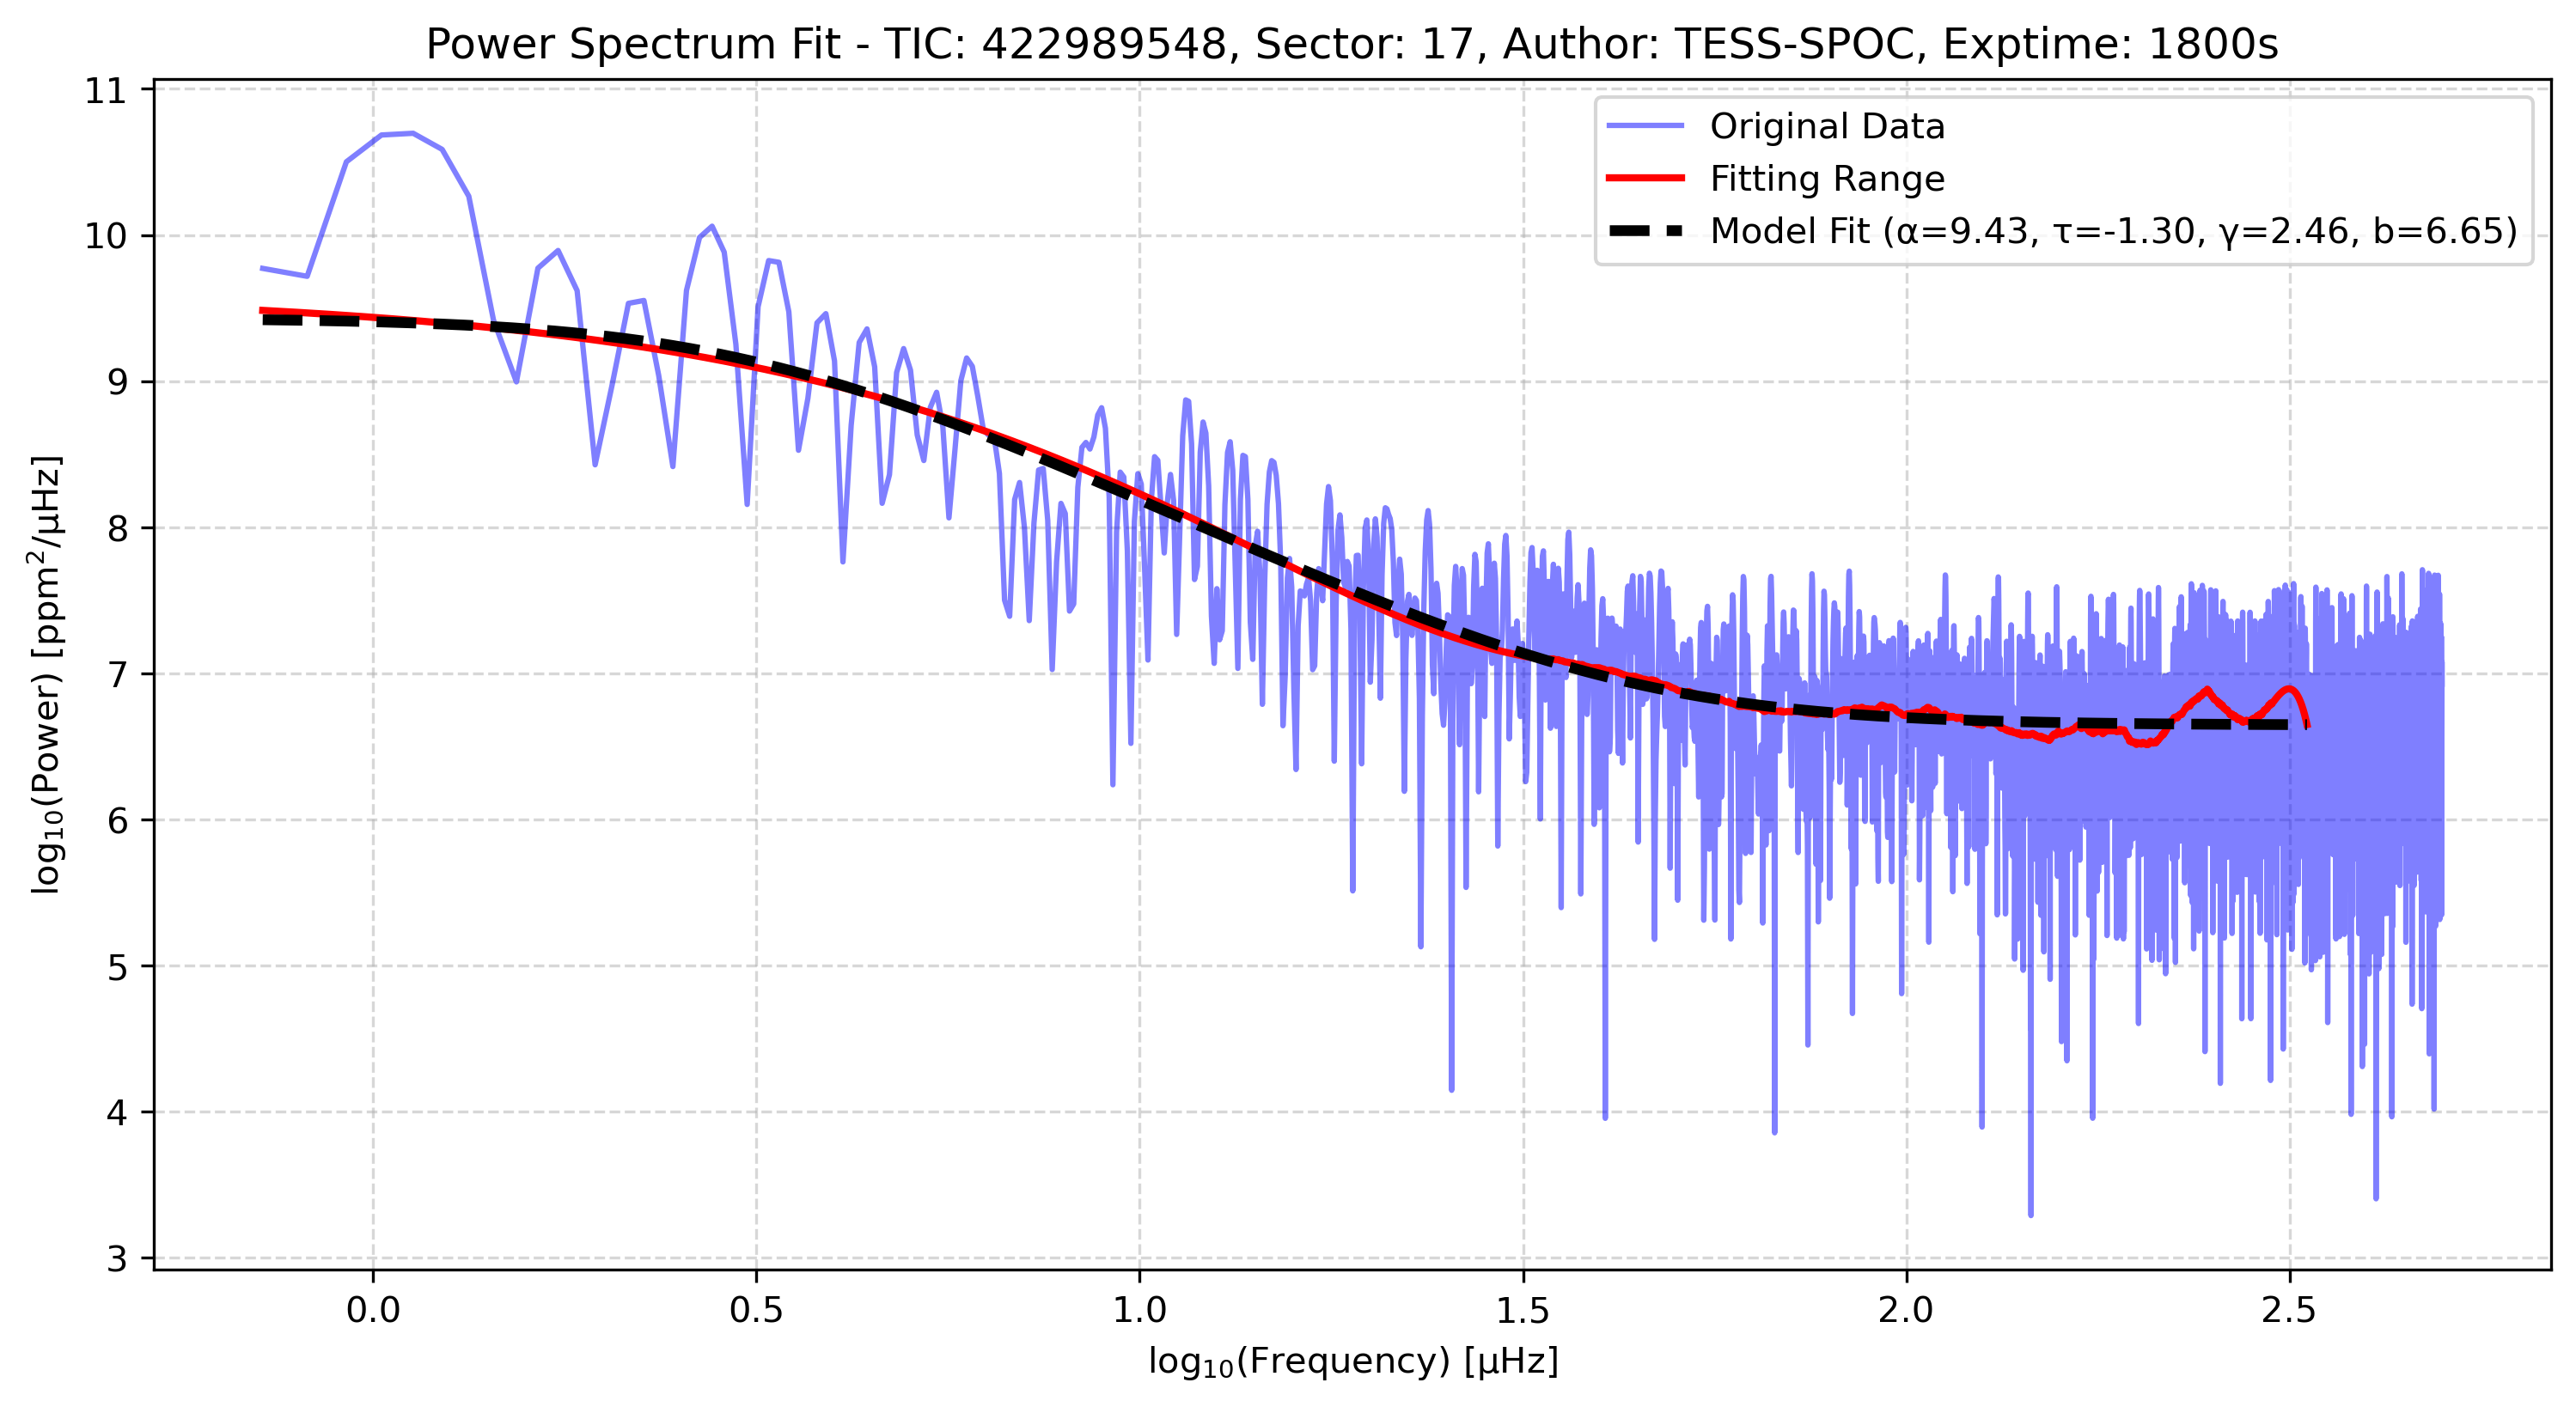 Power Spectrum Fit - TIC: 422989548, Sector: 17, Author: TESS-SPOC, Exptime: 1800s
Original Data
Fitting Range
Model Fit (α=9.43, τ=-1.30, γ=2.46, b=6.65)
log₁₀(Power) [ppm²/μHz]
11
10
9
8
7
6
5
4
3
0.0 0.5 1.0 1.5 2.0 2.5
log₁₀(Frequency) [μHz]